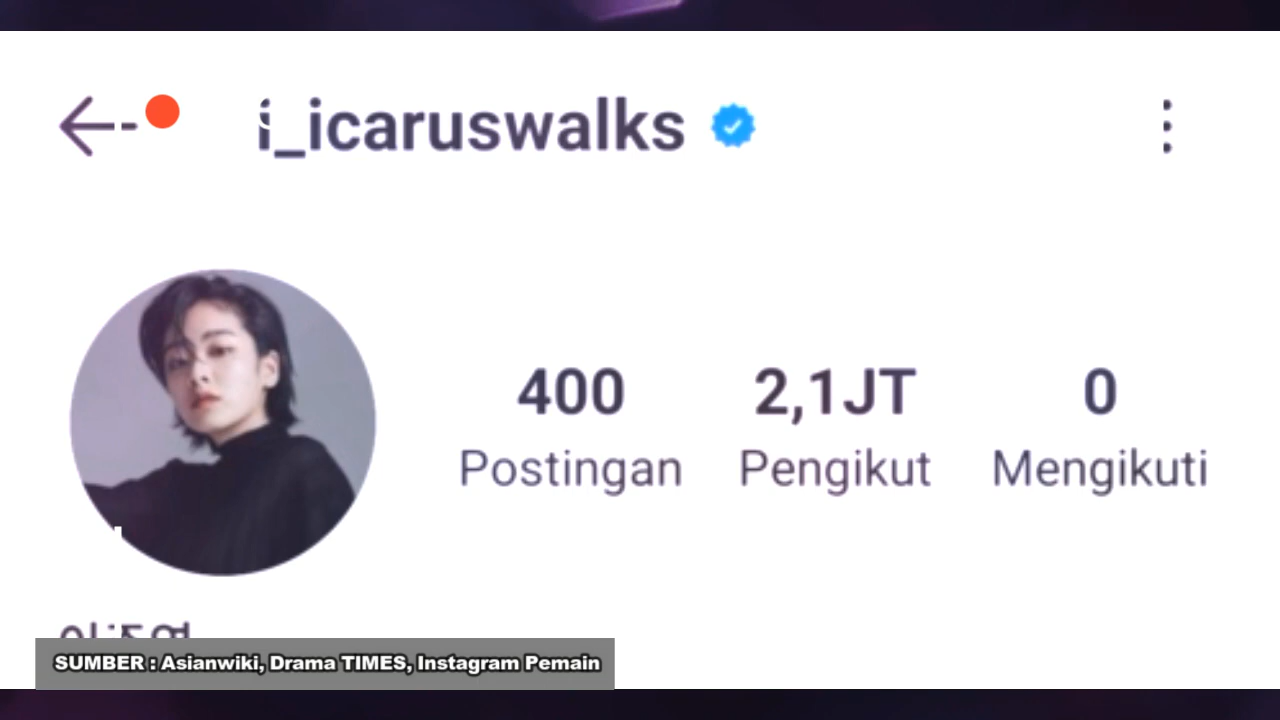 i_icaruswalks
400
2,1JT
0
Postingan
Pengikut
Mengikuti
SUMBER : Asianwiki, Drama TIMES, Instagram Pemain